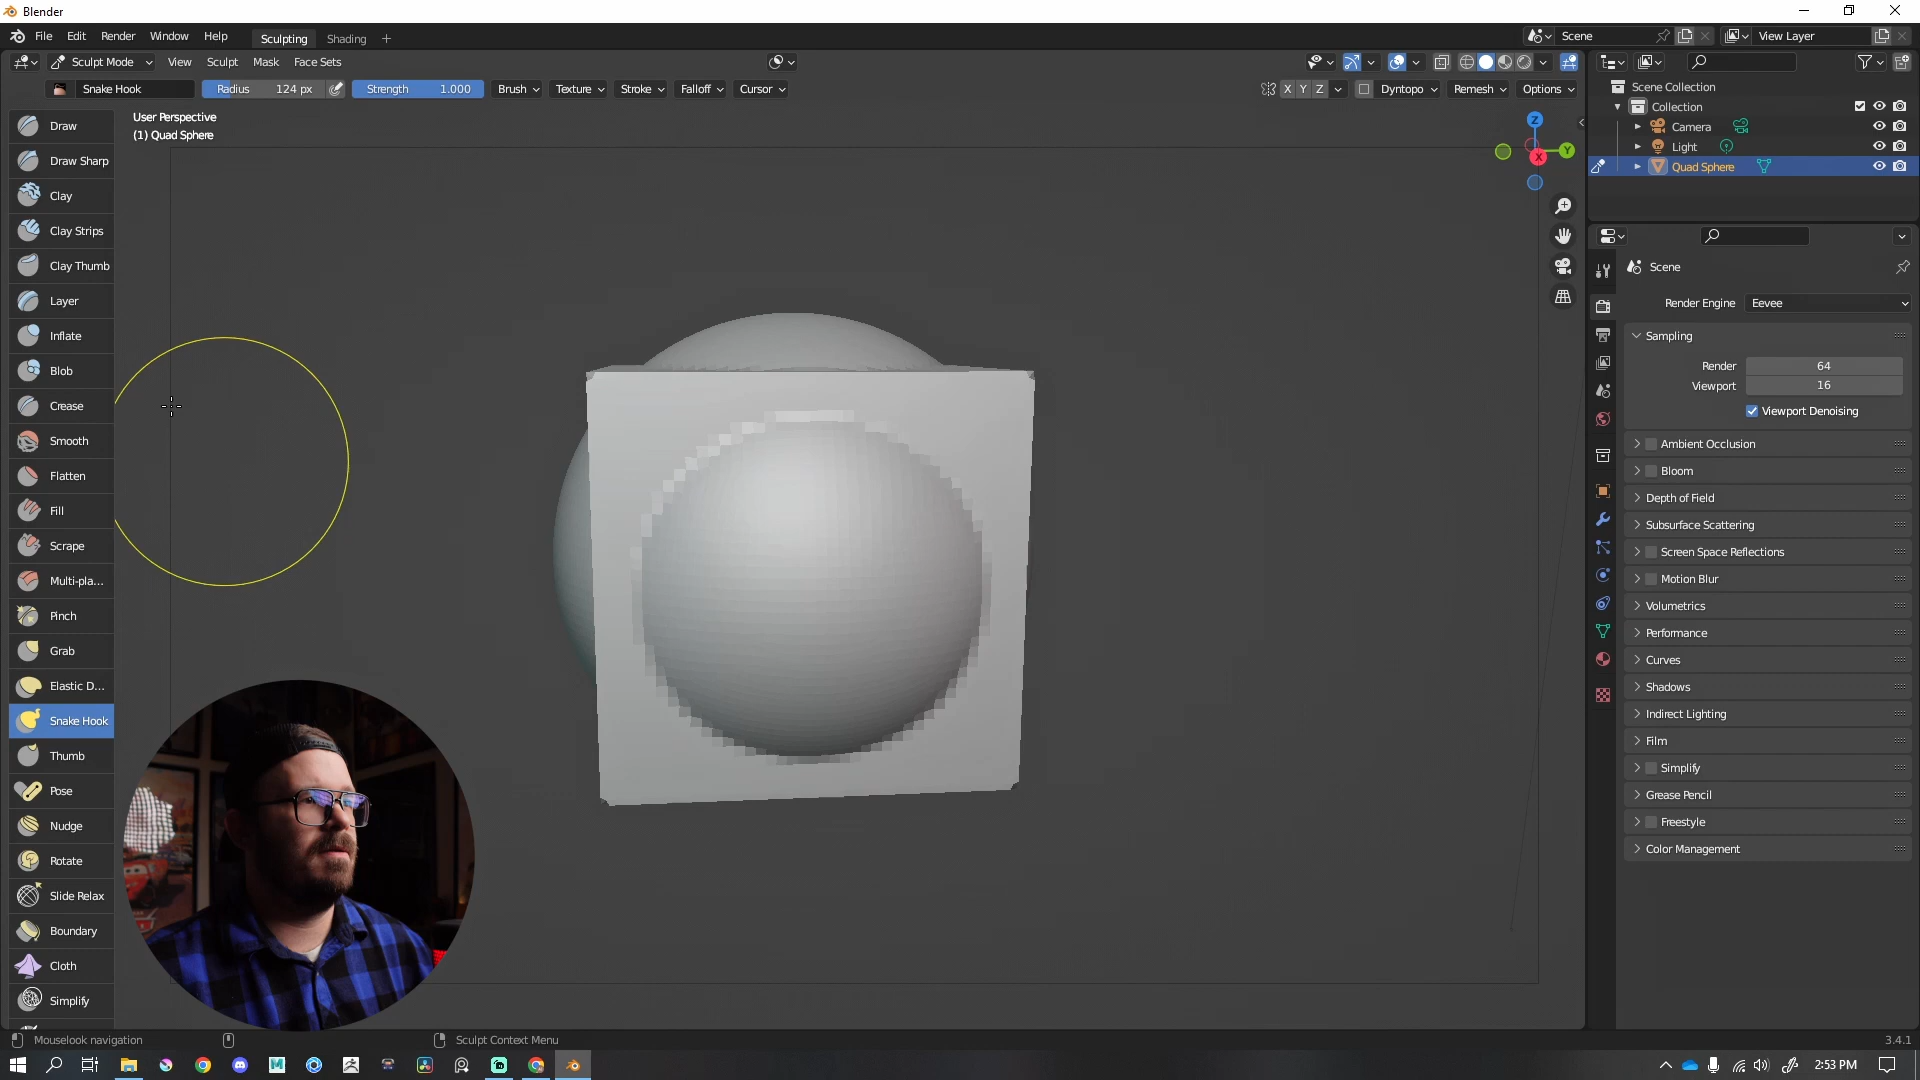 Blender
File Edit Render Window Help Sculpting Shading + Scene View Layer
Sculpt Mode View Sculpt Mask Face Sets
Snake Hook Radius 124 px Strength 1.000 Brush Texture Stroke Falloff Cursor X Y Z Dyntopo Remesh Options
User Perspective
(1) Quad Sphere
Draw
Draw Sharp
Clay
Clay Strips
Clay Thumb
Layer
Inflate
Blob
Crease
Smooth
Flatten
Fill
Scrape
Multi-pla...
Pinch
Grab
Elastic D...
Snake Hook
Thumb
Pose
Nudge
Rotate
Slide Relax
Boundary
Cloth
Simplify
Z
Y
X
Scene Collection
Collection
Camera
Light
Quad Sphere
Scene
Render Engine Eevee
Sampling
Render 64
Viewport 16
Viewport Denoising
Ambient Occlusion
Bloom
Depth of Field
Subsurface Scattering
Screen Space Reflections
Motion Blur
Volumetrics
Performance
Curves
Shadows
Indirect Lighting
Film
Simplify
Grease Pencil
Freestyle
Color Management
Mouselook navigation Sculpt Context Menu 3.4.1
2:53 PM